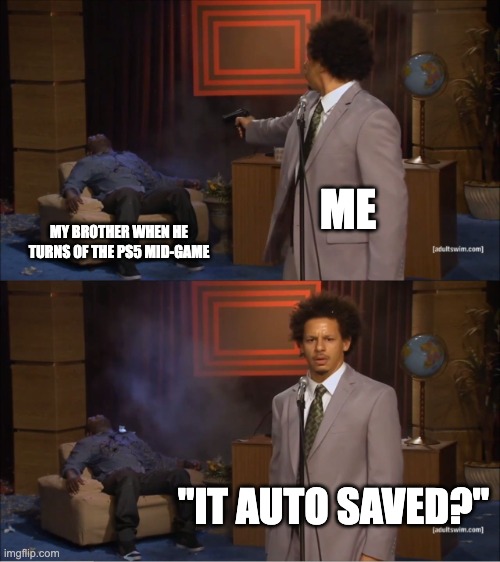 ME
MY BROTHER WHEN HE
TURNS OF THE PS5 MID-GAME
[adultswim.com]
"IT AUTO SAVED?"
[adultswim.com]
imgflip.com